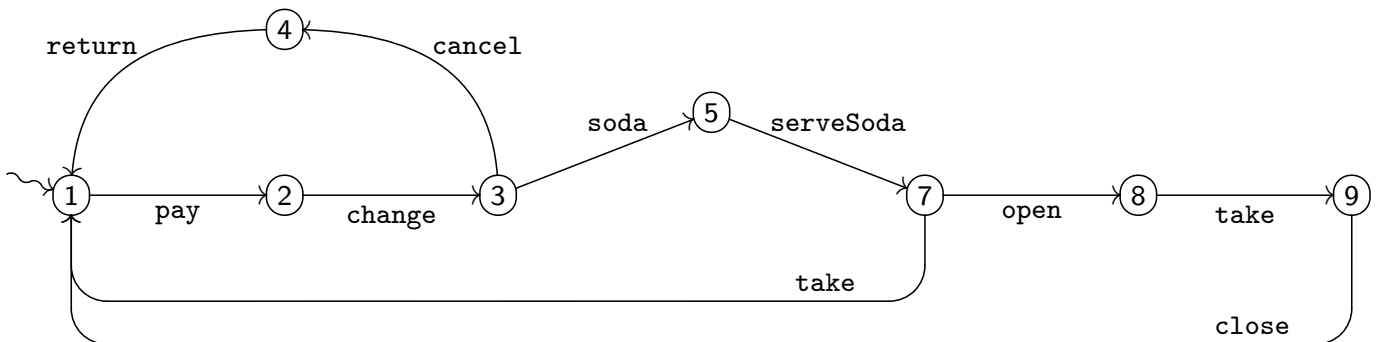 4
return
cancel
5
soda
serveSoda
1
2
3
7
8
9
pay
change
open
take
take
close